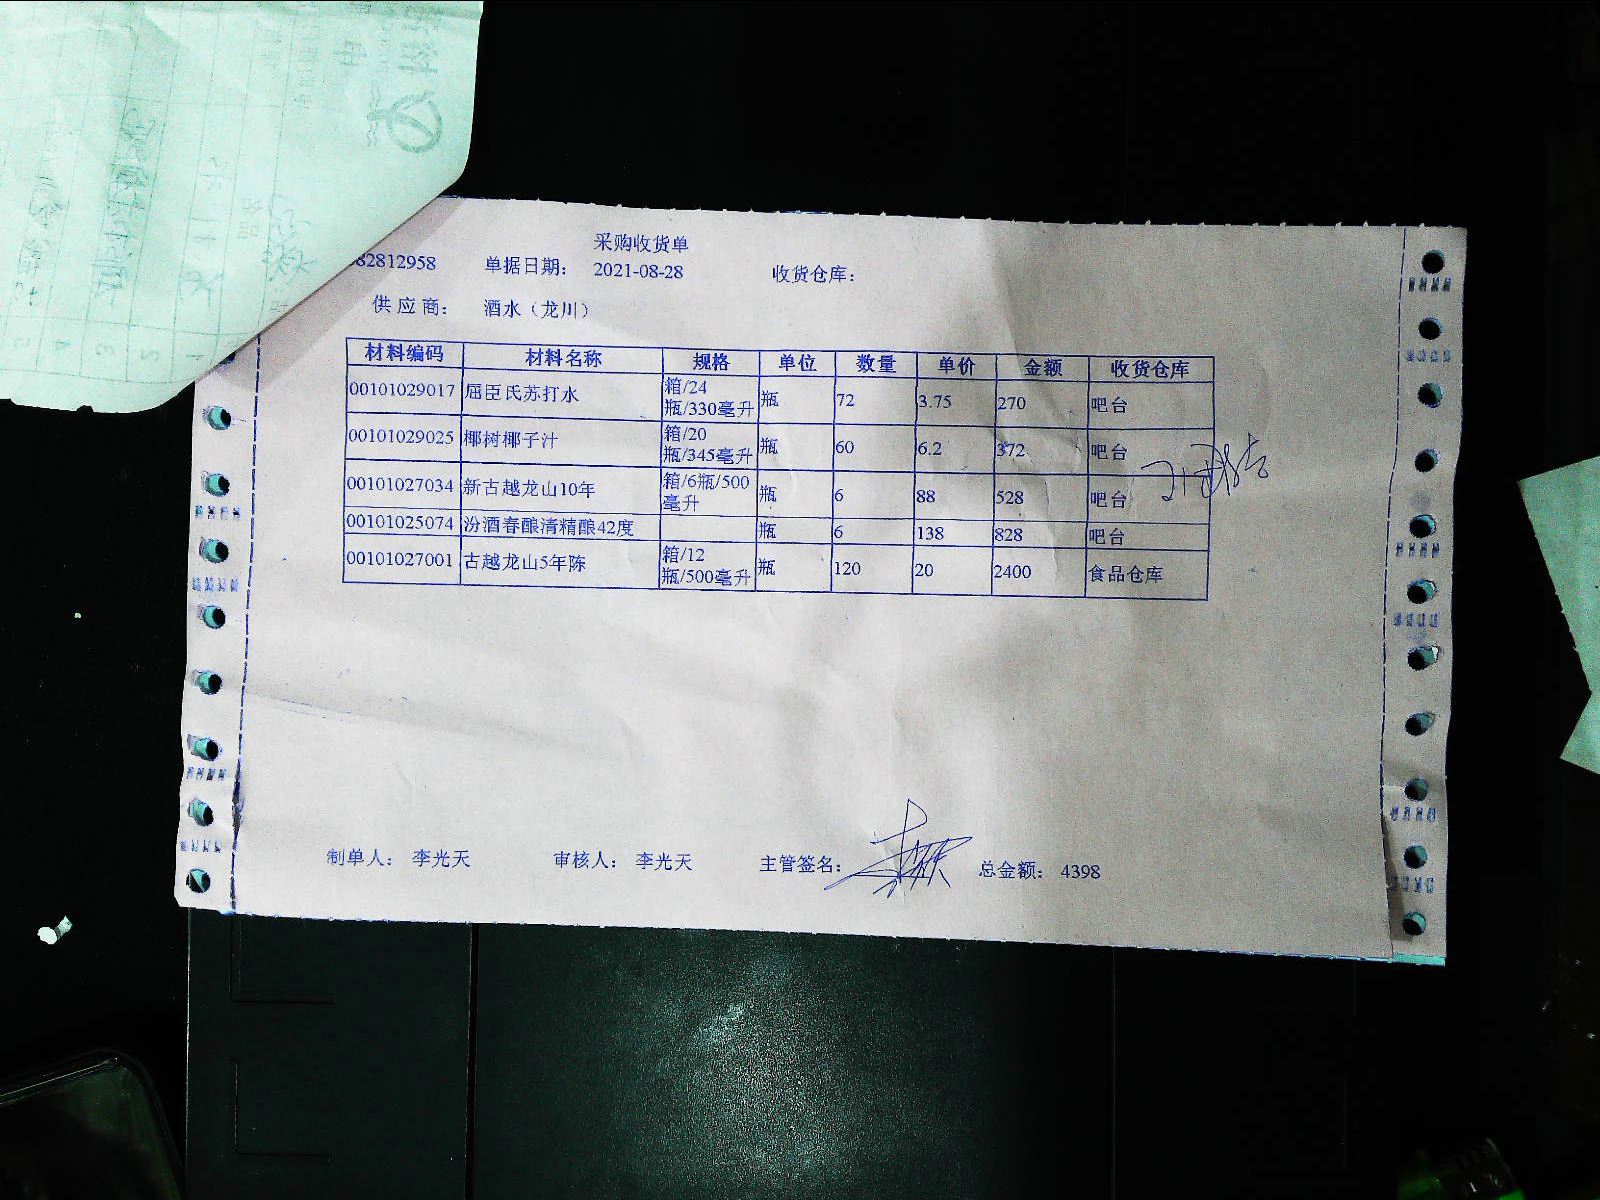 采购收货单
82812958 单据日期: 2021-08-28 收货仓库:
供应商: 酒水（龙川）
材料编码 材料名称 规格 单位 数量 单价 金额 收货仓库
00101029017 屈臣氏苏打水 箱/24瓶/330毫升 瓶 72 3.75 270 吧台
00101029025 椰树椰子汁 箱/20瓶/345毫升 瓶 60 6.2 372 吧台
00101027034 新古越龙山10年 箱/6瓶/500毫升 瓶 6 88 528 吧台
00101025074 汾酒春酿清精酿42度 瓶 6 138 828 吧台
00101027001 古越龙山5年陈 箱/12瓶/500毫升 瓶 120 20 2400 食品仓库
制单人: 李光天 审核人: 李光天 主管签名: 总金额: 4398